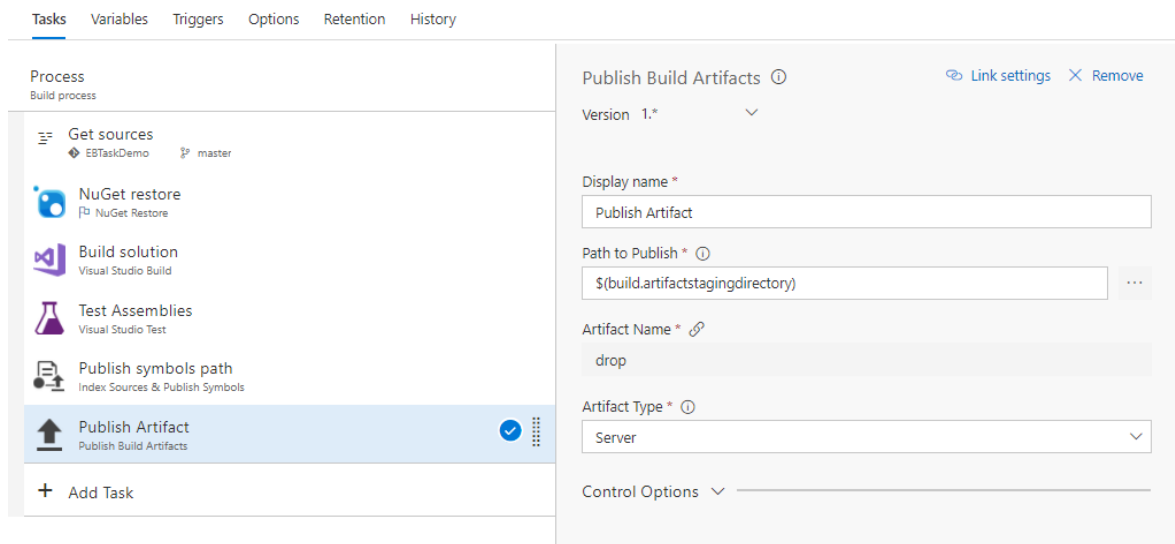 Tasks Variables Triggers Options Retention History
Process
Build process
Get sources
EBTaskDemo master
NuGet restore
NuGet Restore
Build solution
Visual Studio Build
Test Assemblies
Visual Studio Test
Publish symbols path
Index Sources & Publish Symbols
Publish Artifact
Publish Build Artifacts
+ Add Task
Publish Build Artifacts Link settings Remove
Version 1.*
Display name *
Publish Artifact
Path to Publish *
$(build.artifactstagingdirectory) ...
Artifact Name *
drop
Artifact Type *
Server
Control Options